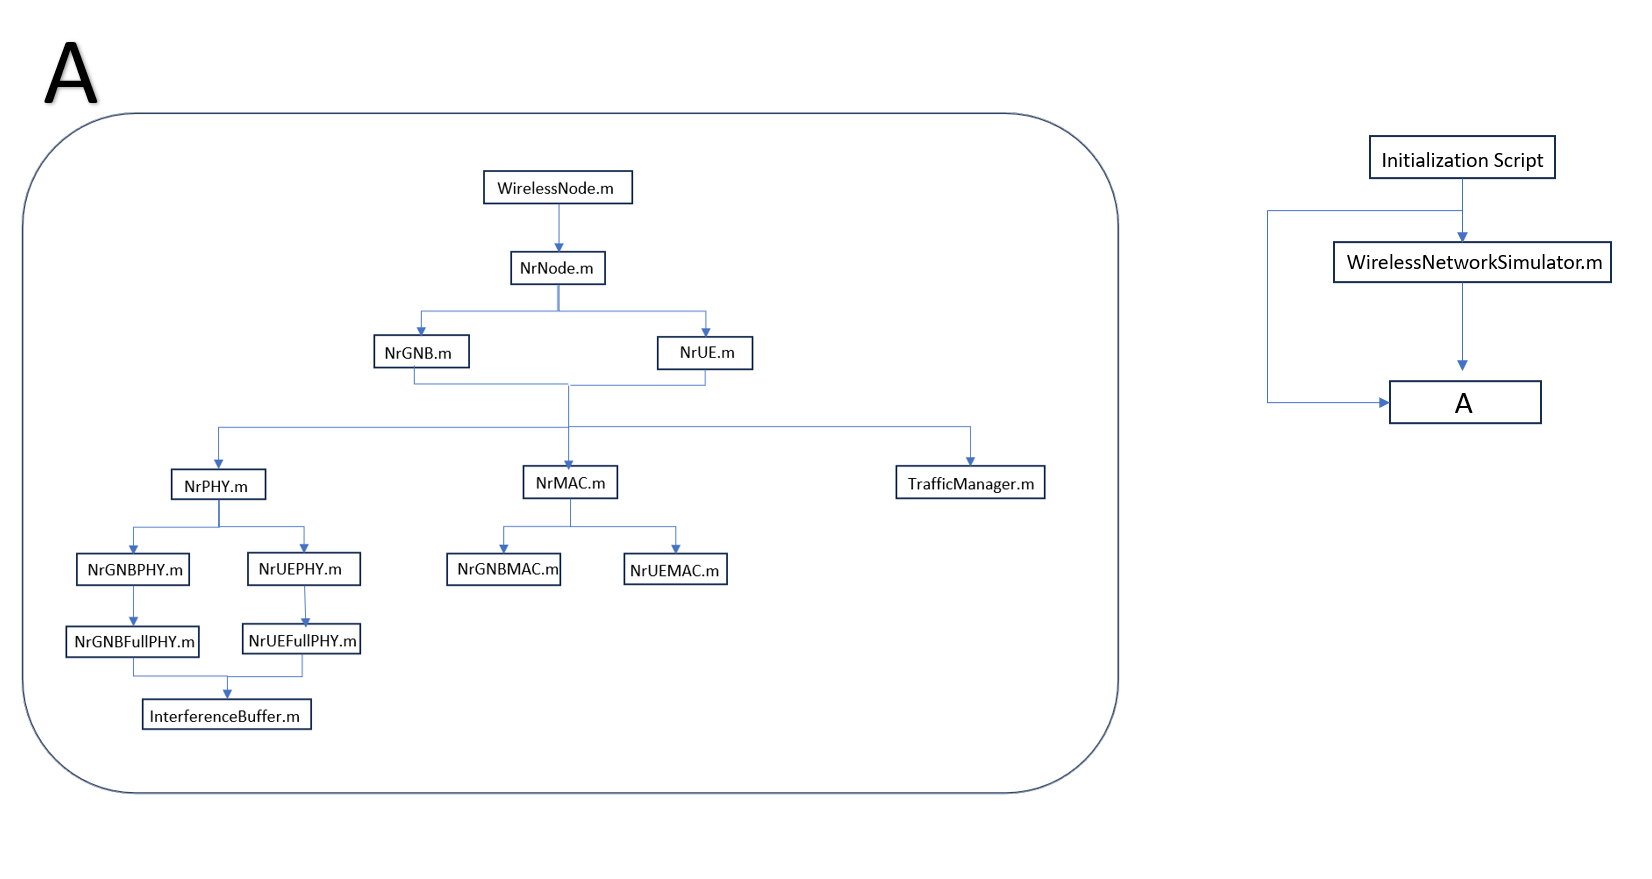 A
WirelessNode.m
NrNode.m
NrGNB.m
NrUE.m
NrPHY.m
NrMAC.m
TrafficManager.m
NrGNBPHY.m
NrUEPHY.m
NrGNBMAC.m
NrUEMAC.m
NrGNBFullPHY.m
NrUEFullPHY.m
InterferenceBuffer.m
Initialization Script
WirelessNetworkSimulator.m
A